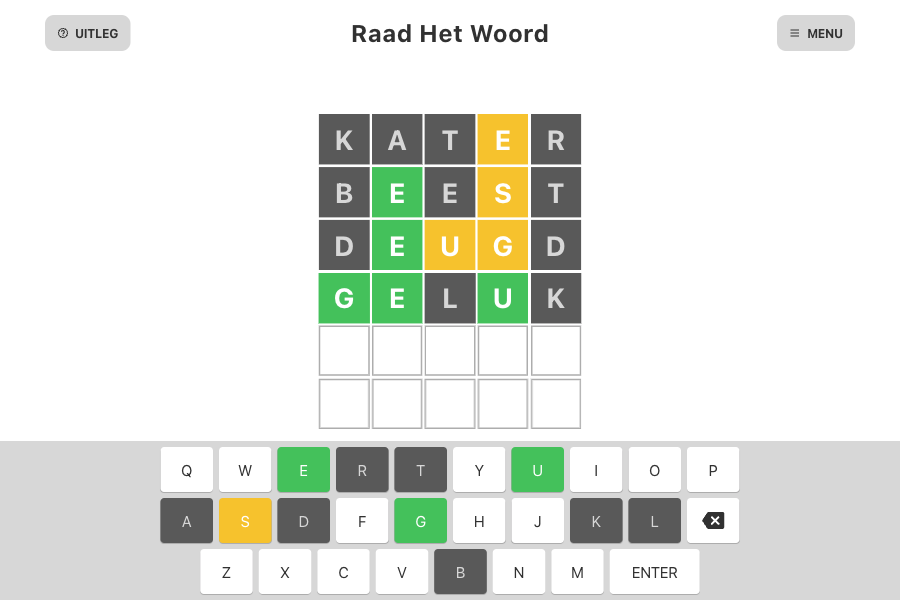 UITLEG
Raad Het Woord
MENU
K A T E R
B E E S T
D E U G D
G E L U K
Q W E R T Y U I O P
A S D F G H J K L
Z X C V B N M ENTER